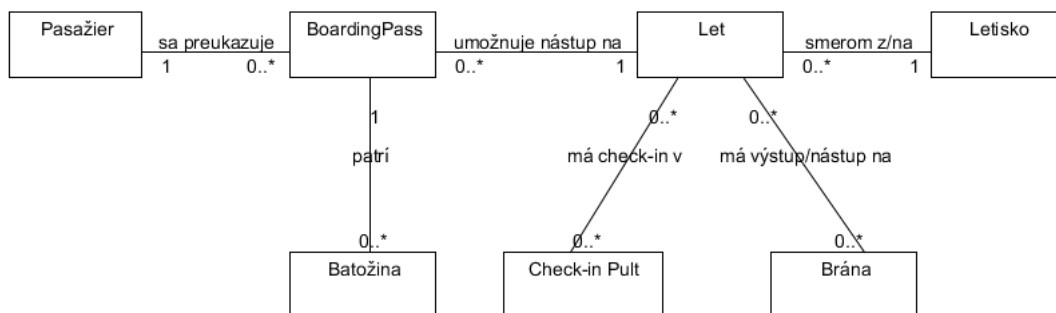 Pasažier
sa preukazuje
1
0..*
BoardingPass
umožnuje nástup na
0..*
1
Let
smerom z/na
0..*
1
Letisko
1
patrí
0..*
Batožina
0..*
má check-in v
0..*
Check-in Pult
0..*
má výstup/nástup na
0..*
Brána